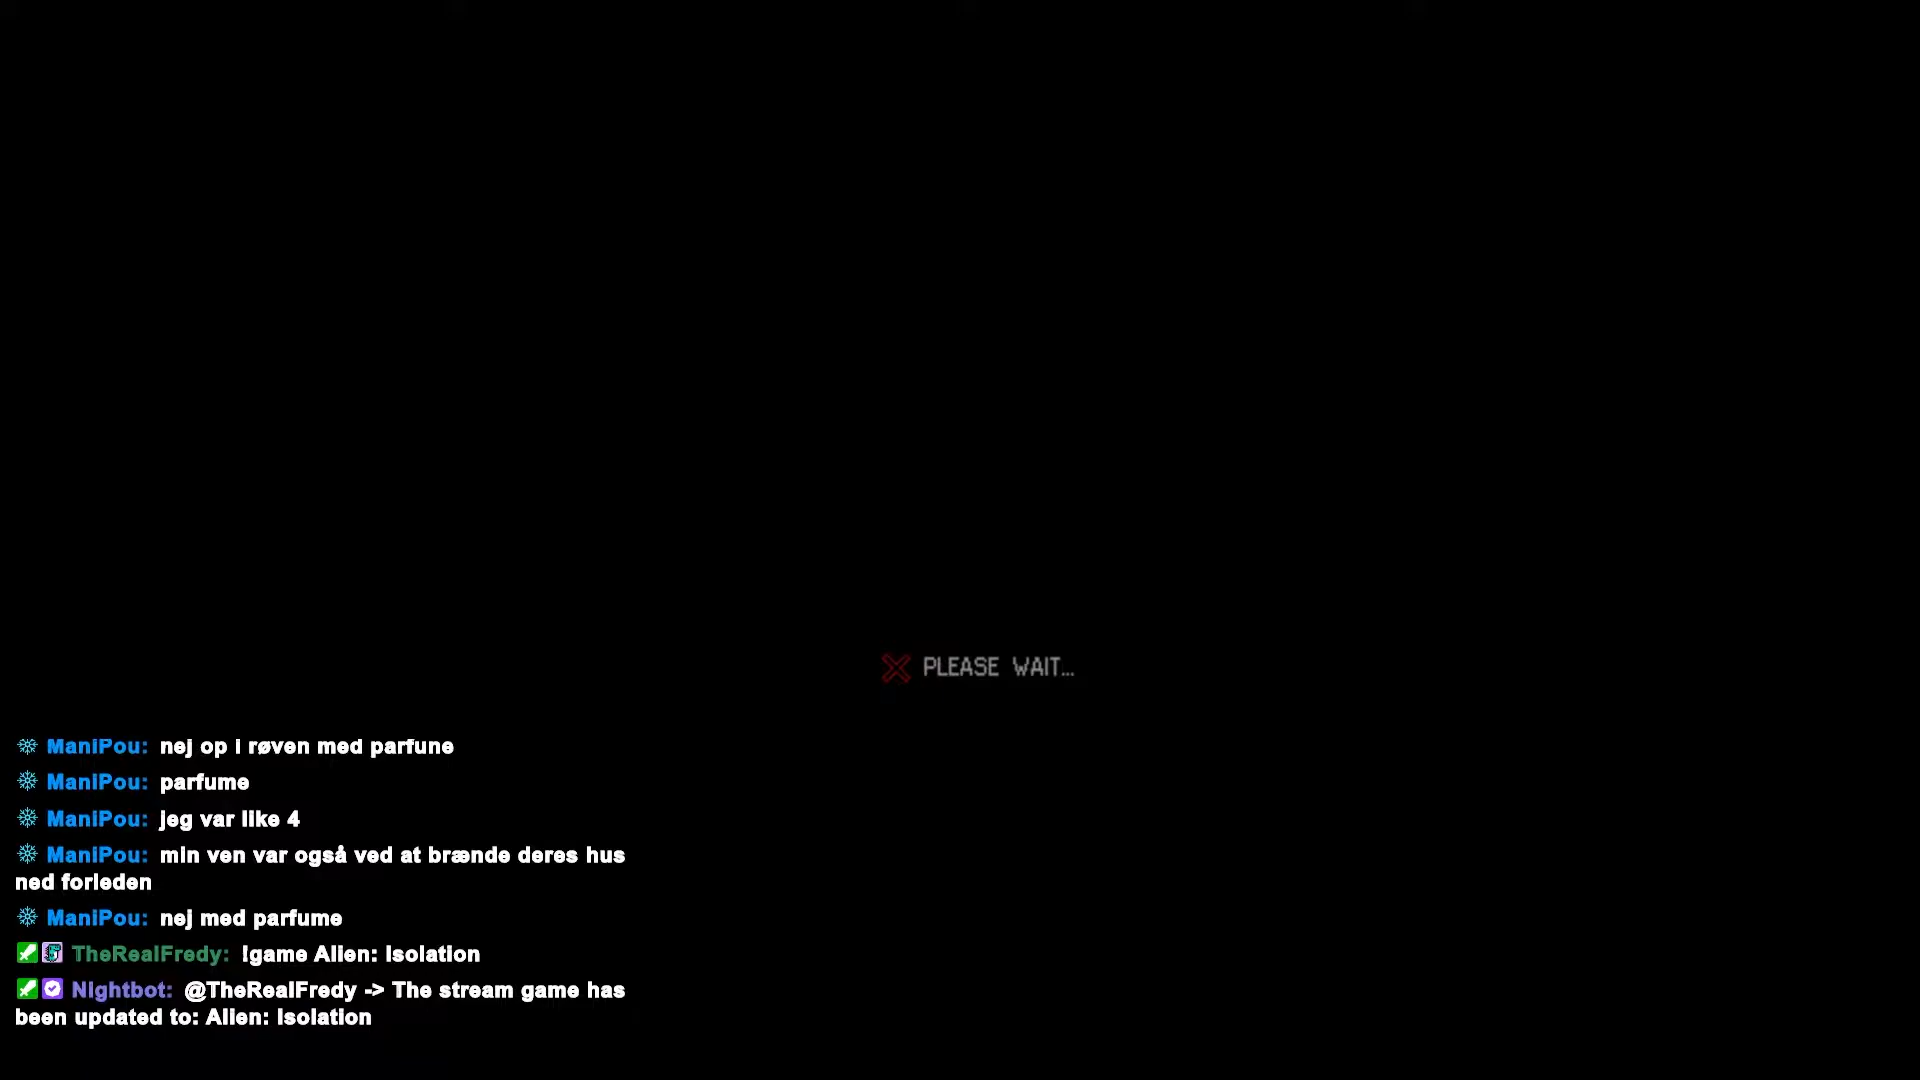 PLEASE WAIT...
ManiPou: nej op i røven med parfune
ManiPou: parfume
ManiPou: jeg var like 4
ManiPou: min ven var også ved at brænde deres hus
ned forleden
ManiPou: nej med parfume
TheRealFredy: !game Alien: Isolation
Nightbot: @TheRealFredy -> The stream game has
been updated to: Alien: Isolation